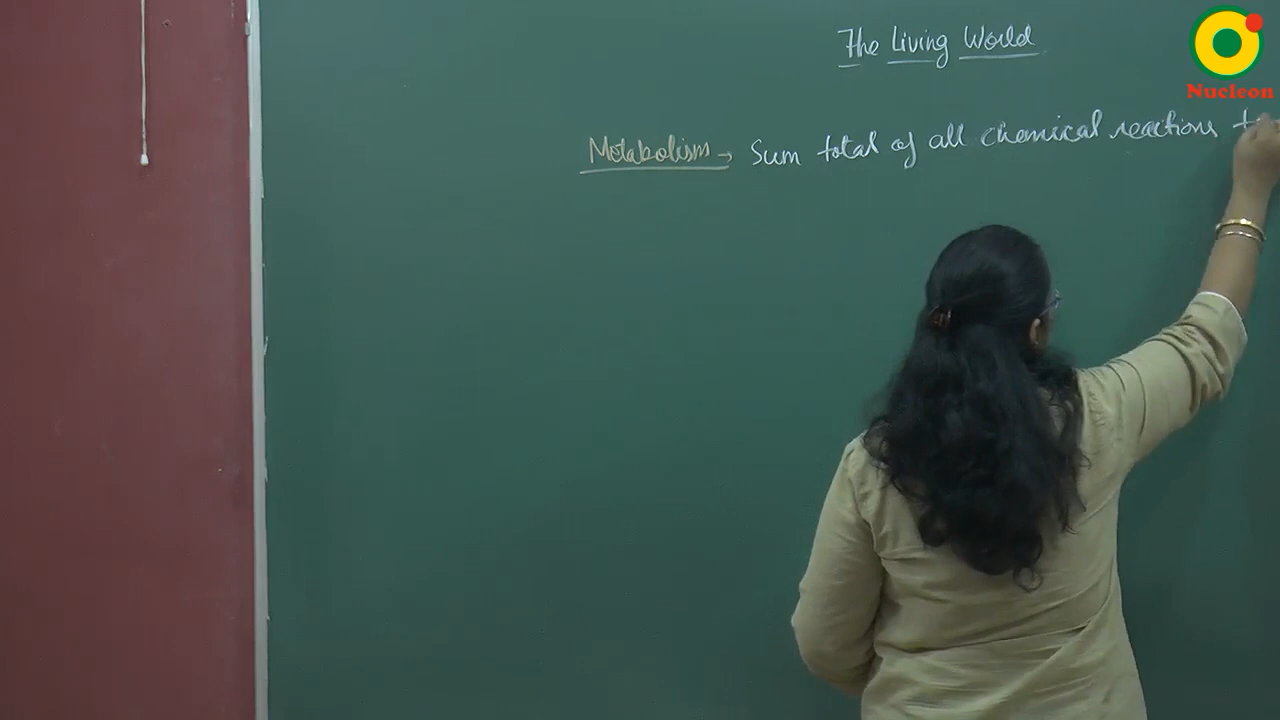 The Living World
Nucleon
Metabolism → Sum total of all chemical reactions